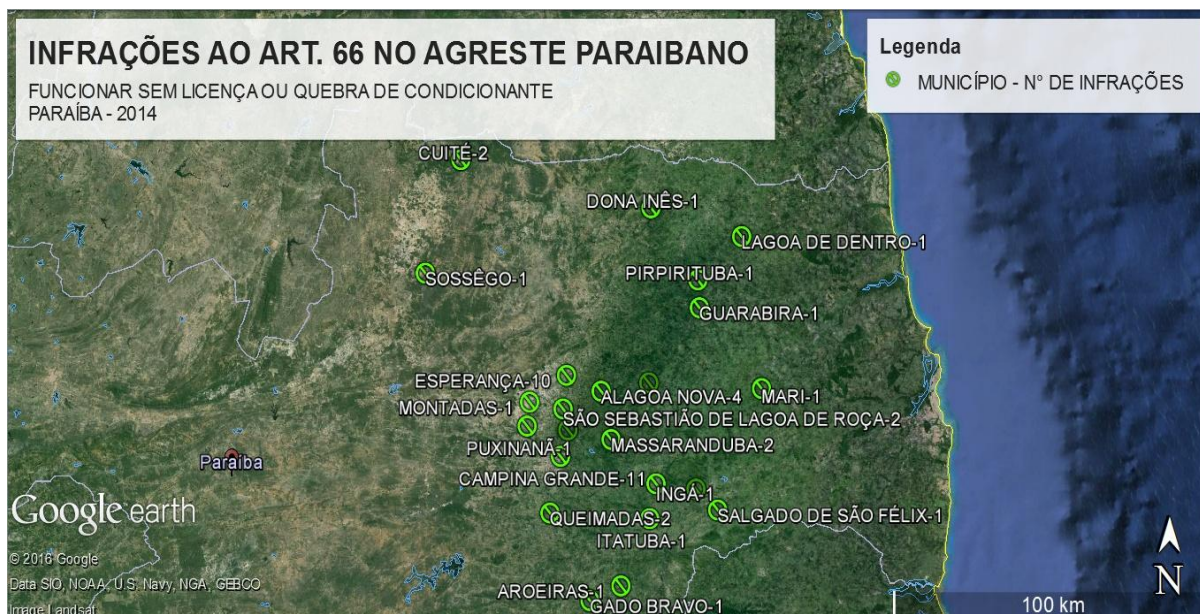 INFRAÇÕES AO ART. 66 NO AGRESTE PARAIBANO
FUNCIONAR SEM LICENÇA OU QUEBRA DE CONDICIONANTE
PARAÍBA - 2014
Legenda
MUNICÍPIO - N° DE INFRAÇÕES
CUITÉ-2
DONA INÊS-1
LAGOA DE DENTRO-1
PIRPIRITUBA-1
SOSSÊGO-1
GUARABIRA-1
ESPERANÇA-10
ALAGOA NOVA-4
MARI-1
MONTADAS-1
SÃO SEBASTIÃO DE LAGOA DE ROÇA-2
MASSARANDUBA-2
PUXINANÃ-1
Paraíba
CAMPINA GRANDE-11
INGÁ-1
QUEIMADAS-2
SALGADO DE SÃO FÉLIX-1
ITATUBA-1
AROEIRAS-1
GADO BRAVO-1
Google earth
© 2016 Google
Data SIO, NOAA, U.S. Navy, NGA, GEBCO
Image Landsat
N
100 km